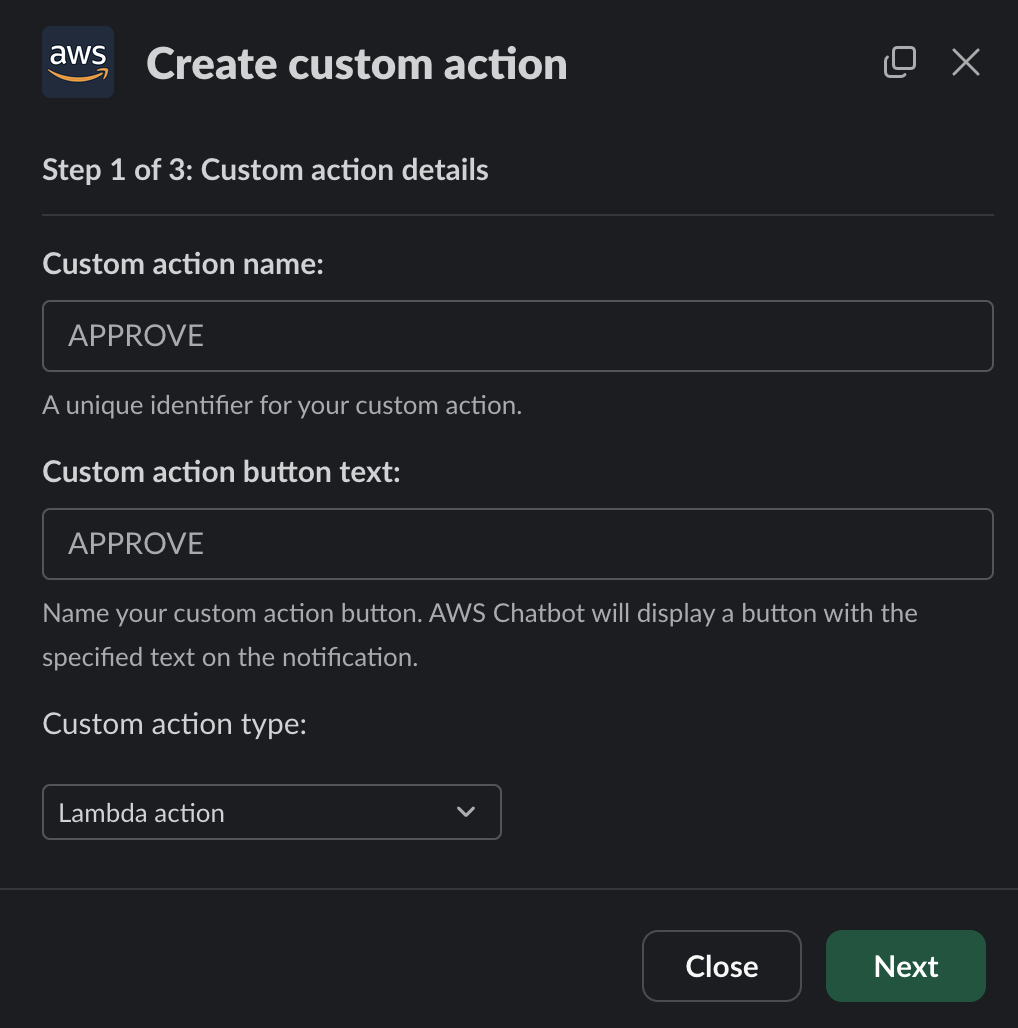 aws
Create custom action
Step 1 of 3: Custom action details
Custom action name:
APPROVE
A unique identifier for your custom action.
Custom action button text:
APPROVE
Name your custom action button. AWS Chatbot will display a button with the
specified text on the notification.
Custom action type:
Lambda action
Close
Next